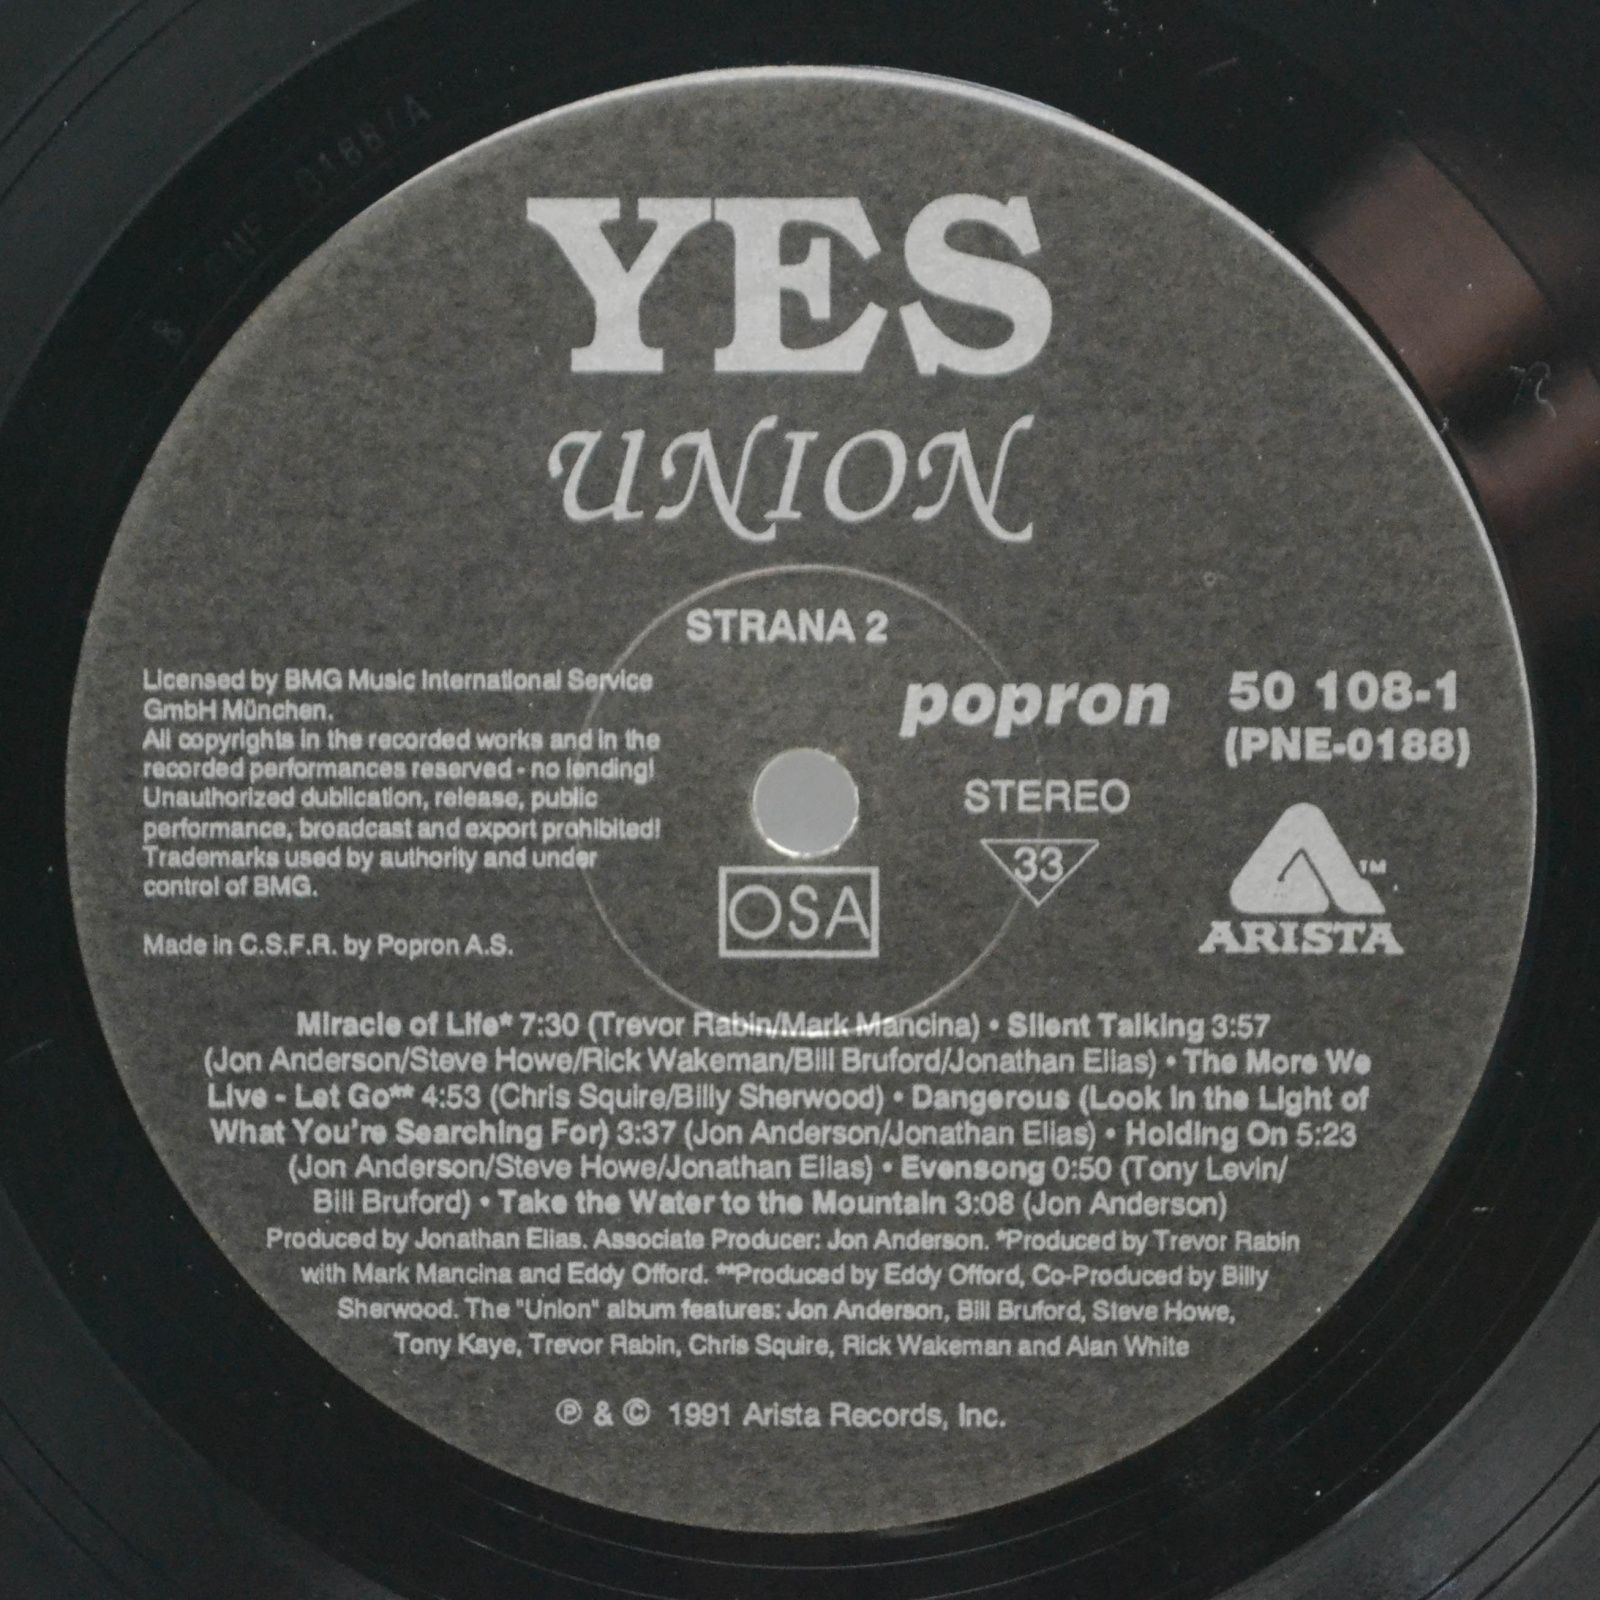 YES
UNION
STRANA 2
Licensed by BMG Music International Service
GmbH München.
All copyrights in the recorded works and in the
recorded performances reserved - no lending!
Unauthorized dublication, release, public
performance, broadcast and export prohibited!
Trademarks used by authority and under
control of BMG.
Made in C.S.F.R. by Popron A.S.
popron
50 108-1
(PNE-0188)
STEREO
33
OSA
TM
ARISTA
Miracle of Life* 7:30 (Trevor Rabin/Mark Mancina) • Silent Talking 3:57
(Jon Anderson/Steve Howe/Rick Wakeman/Bill Bruford/Jonathan Elias) • The More We
Live - Let Go** 4:53 (Chris Squire/Billy Sherwood) • Dangerous (Look in the Light of
What You're Searching For) 3:37 (Jon Anderson/Jonathan Elias) • Holding On 5:23
(Jon Anderson/Steve Howe/Jonathan Elias) • Evensong 0:50 (Tony Levin/
Bill Bruford) • Take the Water to the Mountain 3:08 (Jon Anderson)
Produced by Jonathan Elias. Associate Producer: Jon Anderson. *Produced by Trevor Rabin
with Mark Mancina and Eddy Offord. **Produced by Eddy Offord, Co-Produced by Billy
Sherwood. The "Union" album features: Jon Anderson, Bill Bruford, Steve Howe,
Tony Kaye, Trevor Rabin, Chris Squire, Rick Wakeman and Alan White
℗ & © 1991 Arista Records, Inc.